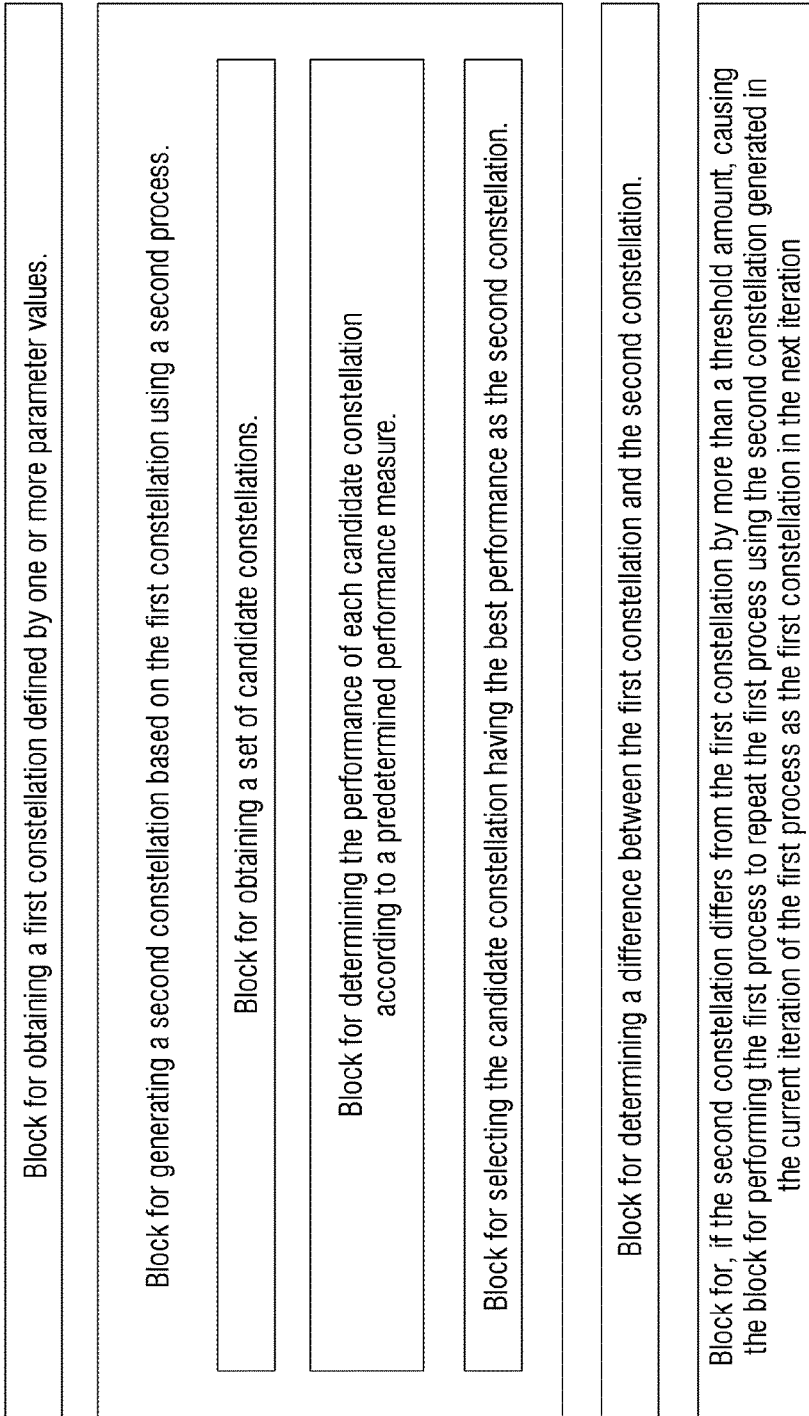 Block for obtaining a first constellation defined by one or more parameter values.
Block for generating a second constellation based on the first constellation using a second process.
Block for obtaining a set of candidate constellations.
Block for determining the performance of each candidate constellation
according to a predetermined performance measure.
Block for selecting the candidate constellation having the best performance as the second constellation.
Block for determining a difference between the first constellation and the second constellation.
Block for, if the second constellation differs from the first constellation by more than a threshold amount, causing
the block for performing the first process to repeat the first process using the second constellation generated in
the current iteration of the first process as the first constellation in the next iteration